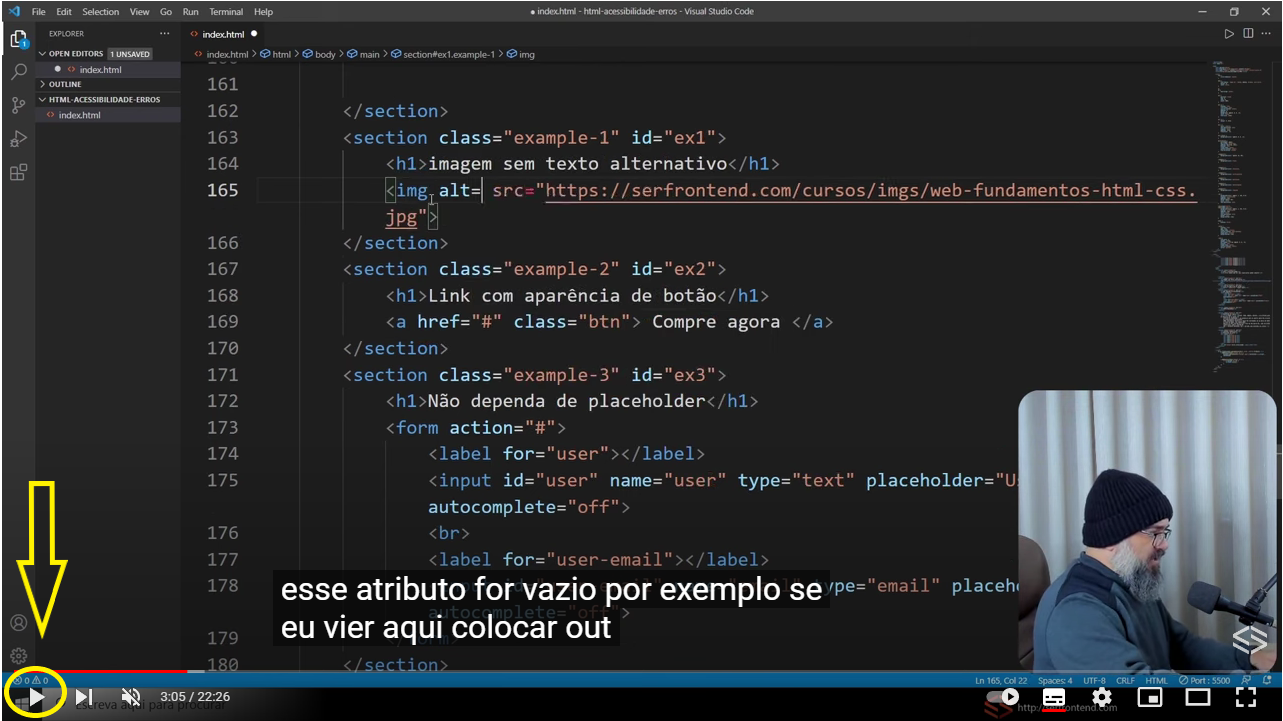 File Edit Selection View Go Run Terminal Help
● index.html - html-acessibilidade-erros - Visual Studio Code
EXPLORER
index.html
OPEN EDITORS 1 UNSAVED
index.html
OUTLINE
HTML-ACESSIBILIDADE-ERROS
index.html
1
index.html > html > body > main > section#ex1.example-1 > img
161
162 </section>
163 <section class="example-1" id="ex1">
164 <h1>imagem sem texto alternativo</h1>
165 <img alt= src="https://serfrontend.com/cursos/imgs/web-fundamentos-html-css.
jpg">
166 </section>
167 <section class="example-2" id="ex2">
168 <h1>Link com aparência de botão</h1>
169 <a href="#" class="btn"> Compre agora </a>
170 </section>
171 <section class="example-3" id="ex3">
172 <h1>Não dependa de placeholder</h1>
173 <form action="#">
174 <label for="user"></label>
175 <input id="user" name="user" type="text" placeholder="Us
autocomplete="off">
176 <br>
177 <label for="user-email"></label>
178 type="email" placeho
autocomplete="off">
179
180 </section>
esse atributo for vazio por exemplo se
eu vier aqui colocar out
0 0
Ln 165, Col 22 Spaces: 4 UTF-8 CRLF HTML Port : 5500
3:05 / 22:26
Escreva aqui para procurar
http://serfrontend.com